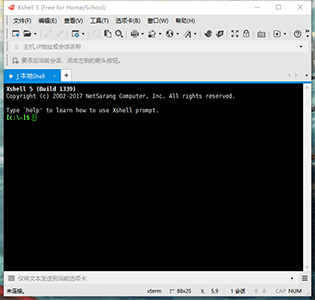 Xshell 5 (Free for Home/School)
文件(F) 编辑(E) 查看(V) 工具(T) 选项卡(B) 窗口(W) 帮助(H)
主机,IP地址或会话名称
要添加当前会话，点击左侧的箭头按钮。
1 本地Shell
Xshell 5 (Build 1339)
Copyright (c) 2002-2017 NetSarang Computer, Inc. All rights reserved.
Type `help' to learn how to use Xshell prompt.
[c:\~]$
仅将文本发送到当前选项卡
未连接。 xterm 88x25 5,9 1 会话 CAP NUM